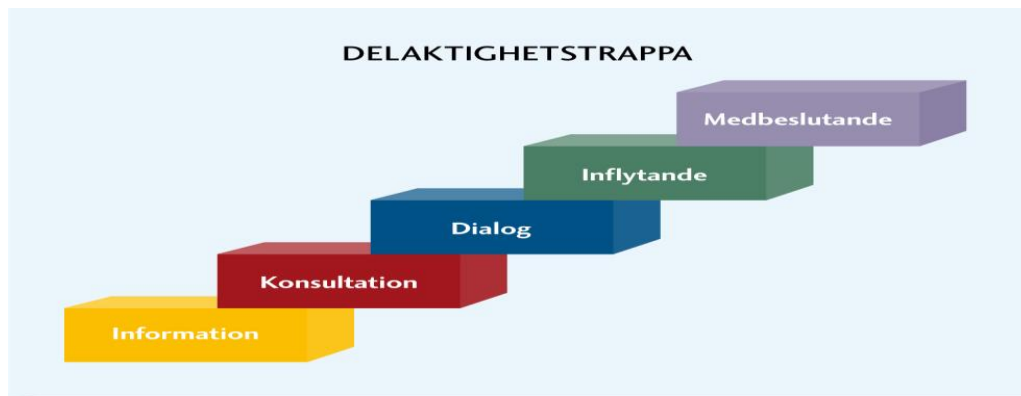 DELAKTIGHETSTRAPPA
Medbeslutande
Inflytande
Dialog
Konsultation
Information